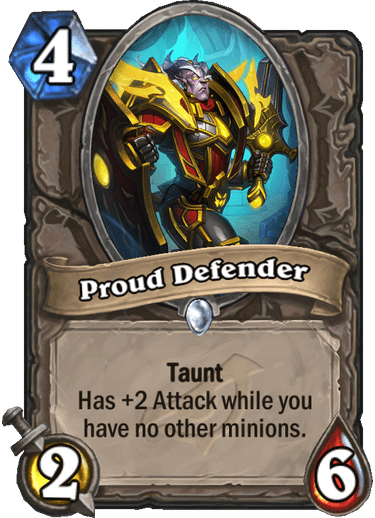 4
Proud Defender
Taunt
Has +2 Attack while you
have no other minions.
2
6